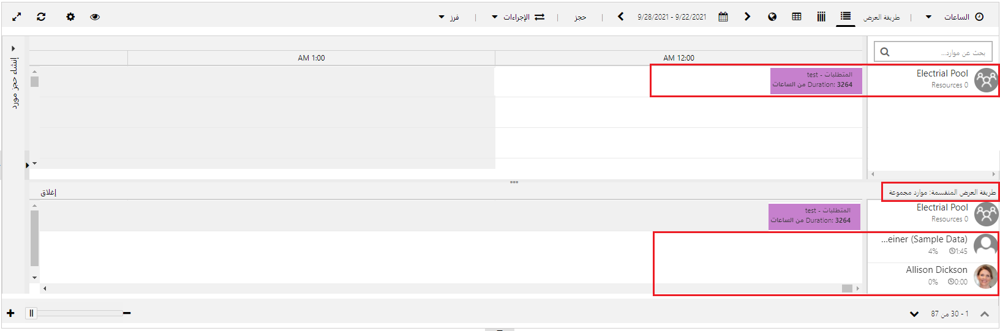 الساعات
طريقة العرض
9/28/2021 - 9/22/2021
حجز
الإجراءات
فرز
بحث عن موارد...
12:00 AM
1:00 AM
إنشاء حجز مورد
Electrial Pool
Resources 0
المتطلبات - test
Duration: 3264 من الساعات
طريقة العرض المنقسمة: موارد مجموعة
إغلاق
Electrial Pool
Resources 0
المتطلبات - test
Duration: 3264 من الساعات
...einer (Sample Data)
1:45 4%
Allison Dickson
0:00 0%
1 - 30 من 87